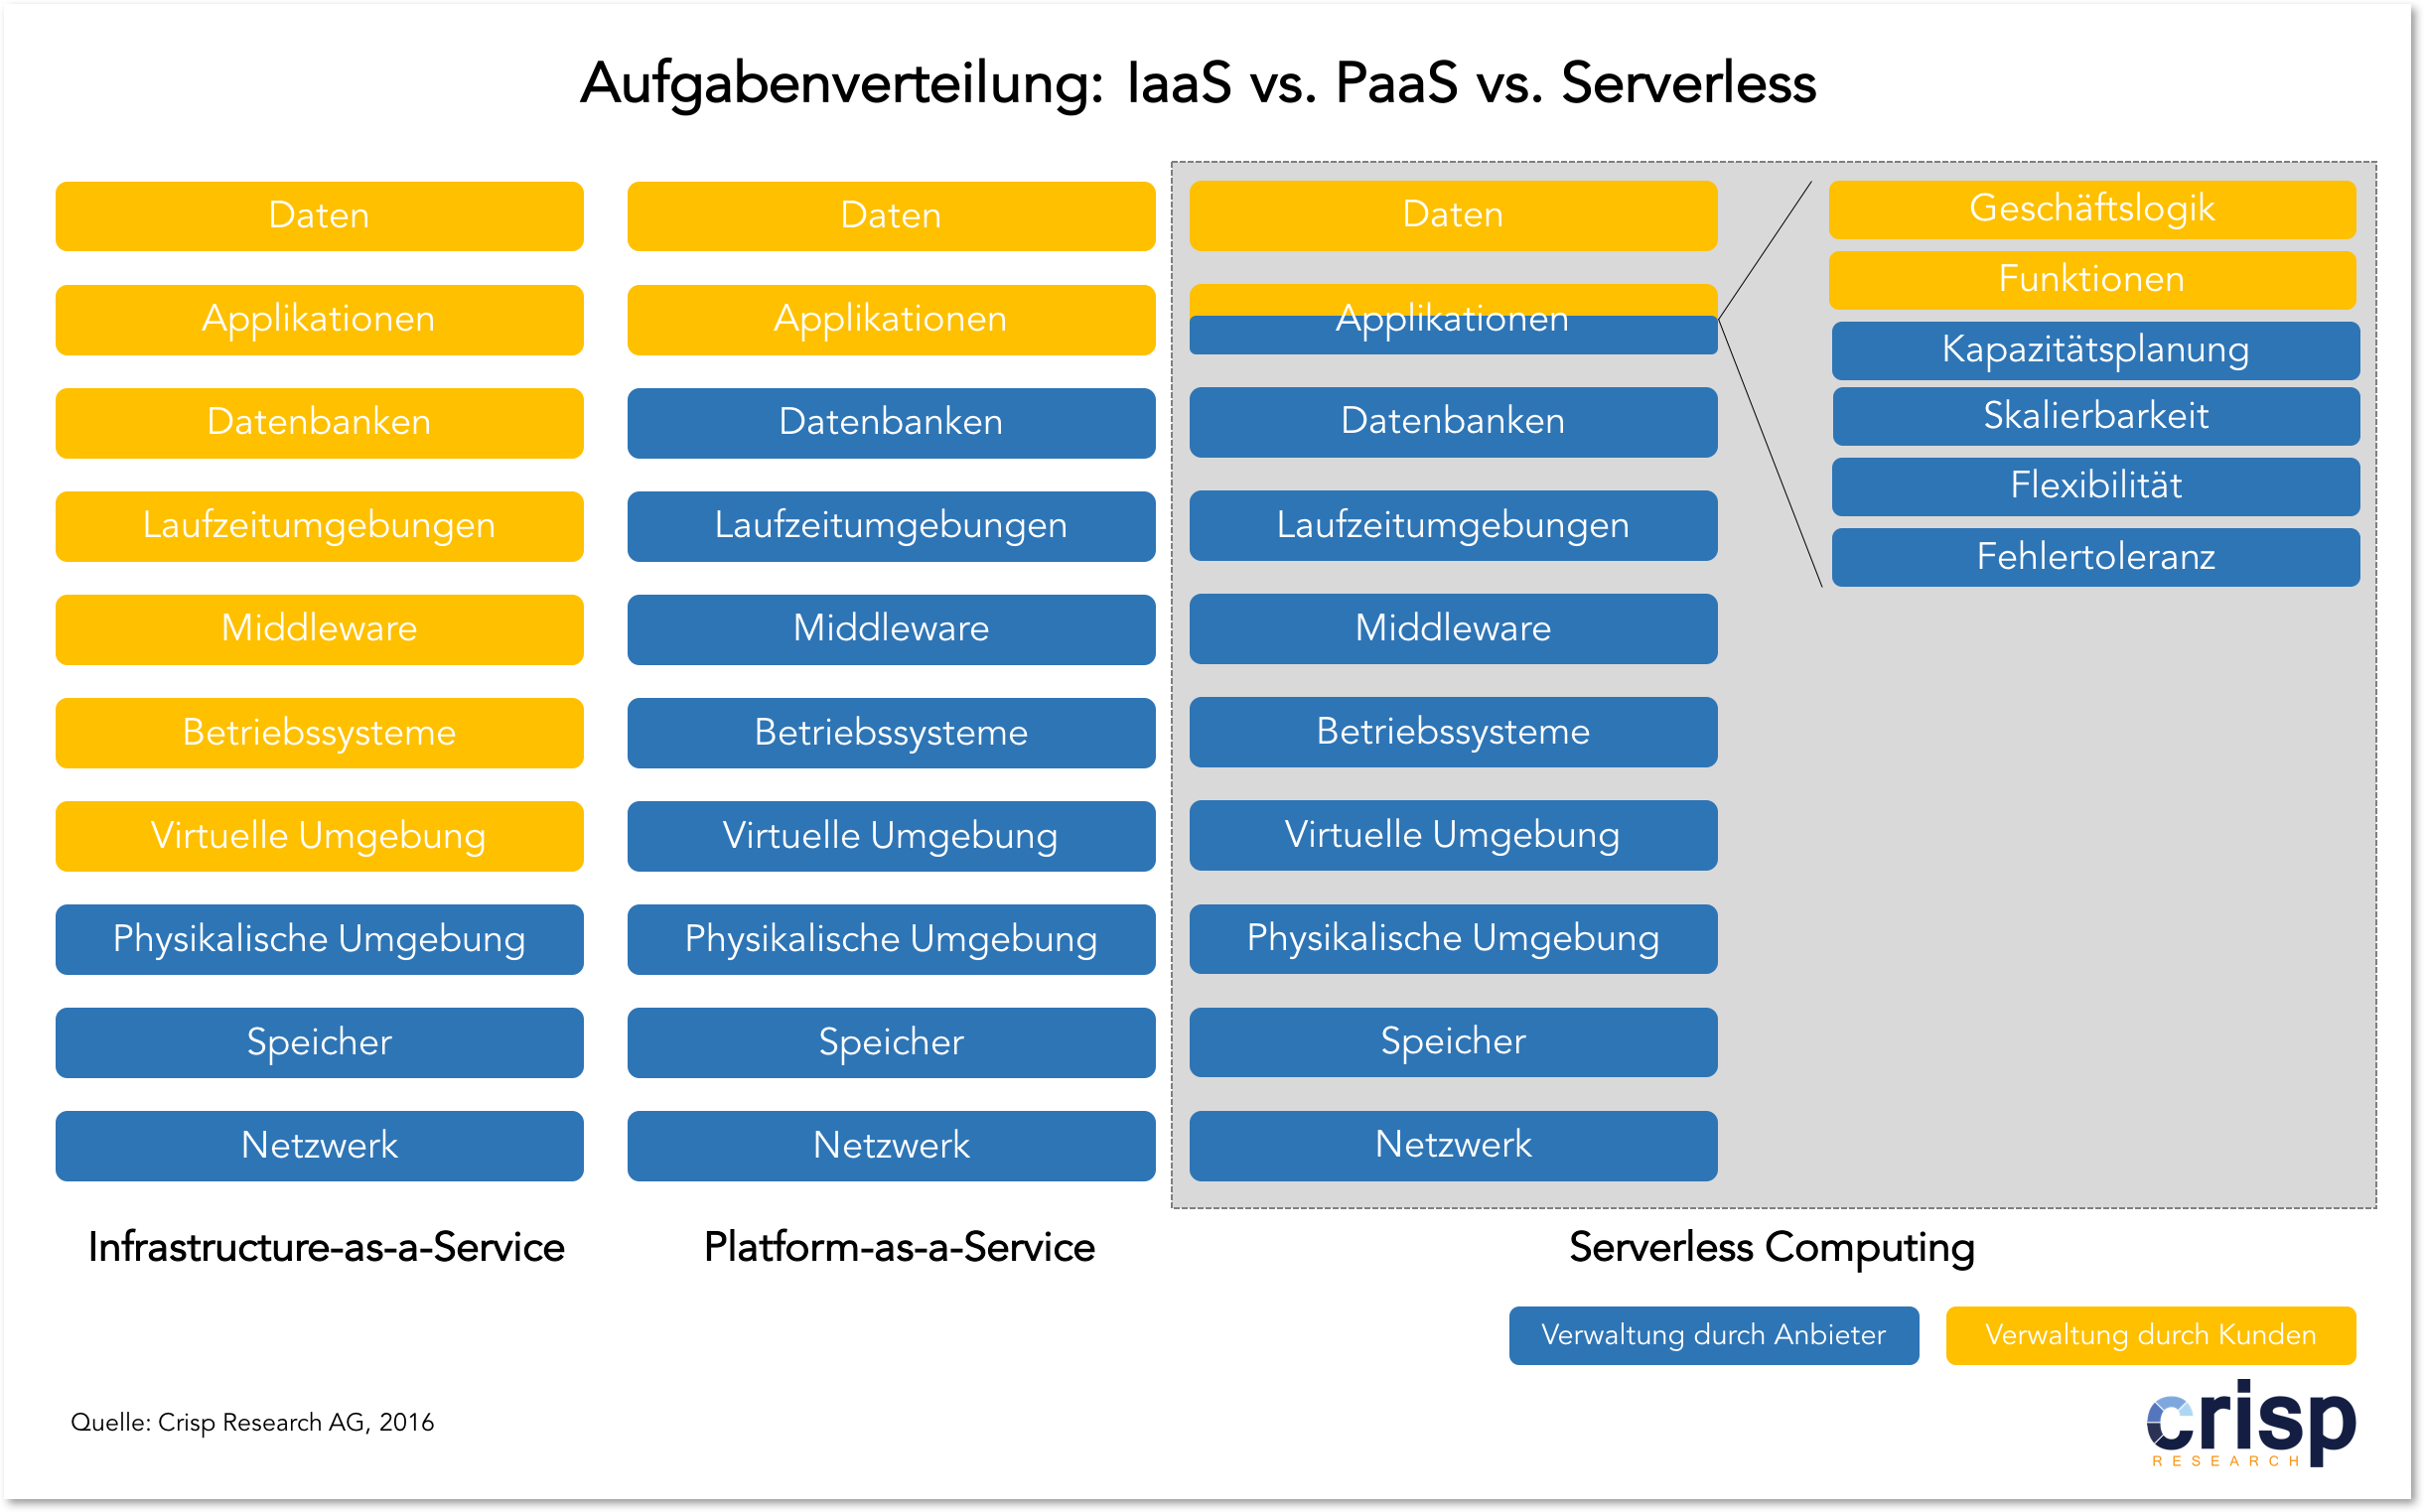 Aufgabenverteilung: IaaS vs. PaaS vs. Serverless
Daten
Applikationen
Datenbanken
Laufzeitumgebungen
Middleware
Betriebssysteme
Virtuelle Umgebung
Physikalische Umgebung
Speicher
Netzwerk
Infrastructure-as-a-Service
Daten
Applikationen
Datenbanken
Laufzeitumgebungen
Middleware
Betriebssysteme
Virtuelle Umgebung
Physikalische Umgebung
Speicher
Netzwerk
Platform-as-a-Service
Daten
Applikationen
Datenbanken
Laufzeitumgebungen
Middleware
Betriebssysteme
Virtuelle Umgebung
Physikalische Umgebung
Speicher
Netzwerk
Geschäftslogik
Funktionen
Kapazitätsplanung
Skalierbarkeit
Flexibilität
Fehlertoleranz
Serverless Computing
Verwaltung durch Anbieter
Verwaltung durch Kunden
Quelle: Crisp Research AG, 2016
crisp
RESEARCH